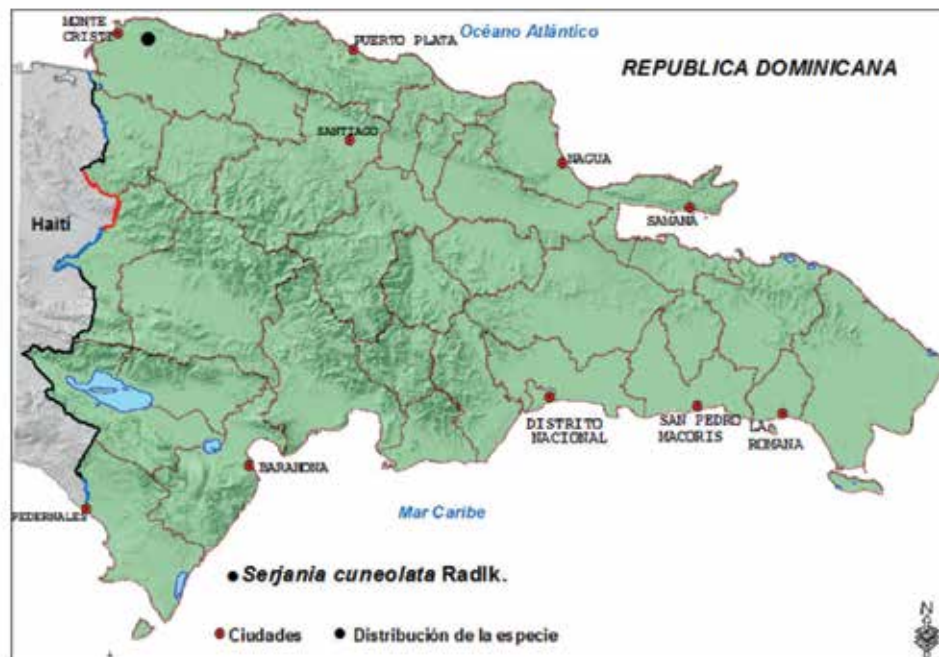 MONTE
CRISTI
Océano Atlántico
PUERTO PLATA
REPUBLICA DOMINICANA
SANTIAGO
NAGUA
SAMANA
Haití
DISTRITO
NACIONAL
SAN PEDRO
MACORIS
LA
ROMANA
BARAHONA
PEDERNALES
Mar Caribe
Serjania cuneolata Radlk.
Ciudades
Distribución de la especie
N